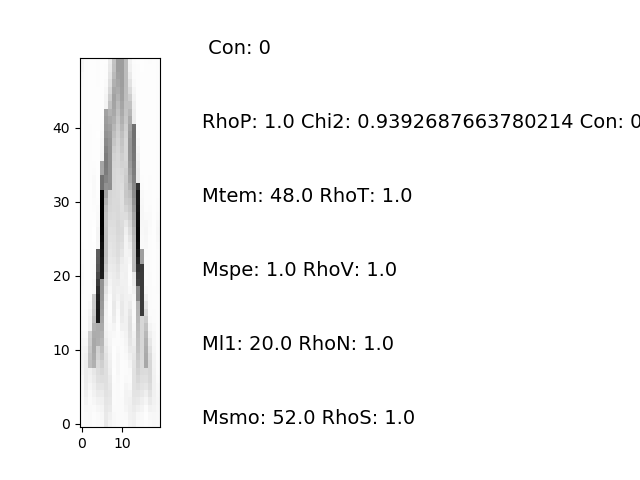 Con: 0
RhoP: 1.0 Chi2: 0.9392687663780214 Con: 0
Mtem: 48.0 RhoT: 1.0
Mspe: 1.0 RhoV: 1.0
Ml1: 20.0 RhoN: 1.0
Msmo: 52.0 RhoS: 1.0
40
30
20
10
0
0 10